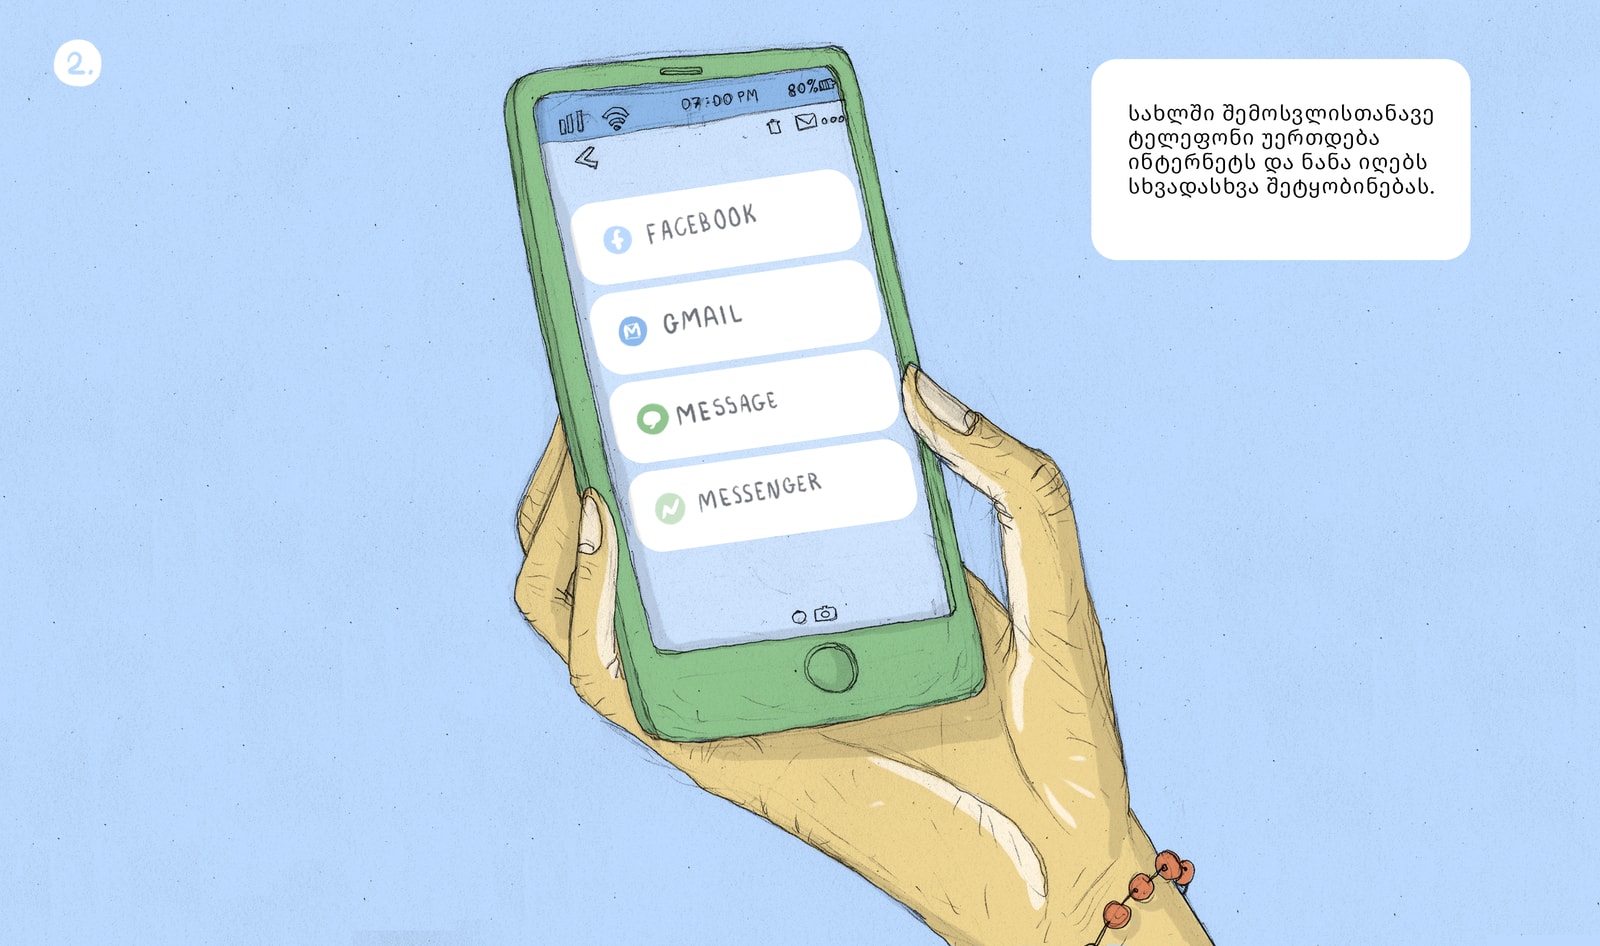 2.
07:00 PM 80%
FACEBOOK
GMAIL
MESSAGE
MESSENGER
სახლში შემოსვლისთანავე
ტელეფონი უერთდება
ინტერნეტს და ნანა იღებს
სხვადასხვა შეტყობინებას.